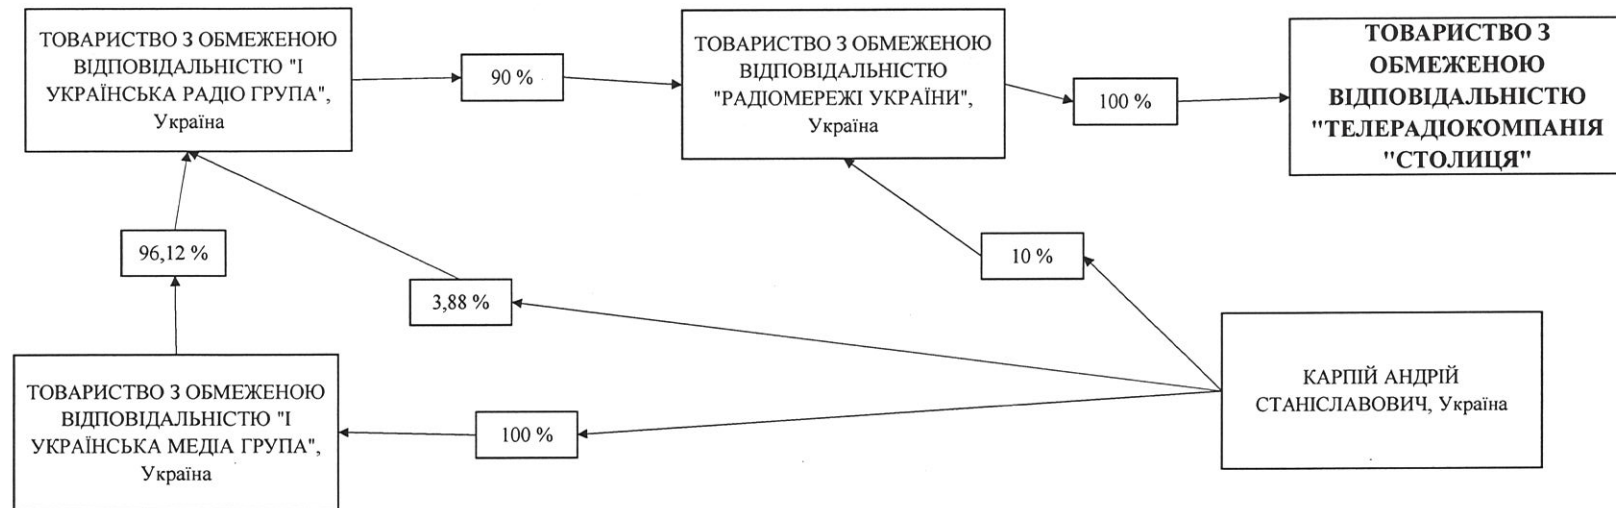 ТОВАРИСТВО З ОБМЕЖЕНОЮ
ВІДПОВІДАЛЬНІСТЮ "І
УКРАЇНСЬКА РАДІО ГРУПА",
Україна
90 %
ТОВАРИСТВО З ОБМЕЖЕНОЮ
ВІДПОВІДАЛЬНІСТЮ
"РАДІОМЕРЕЖІ УКРАЇНИ",
Україна
100 %
ТОВАРИСТВО З
ОБМЕЖЕНОЮ
ВІДПОВІДАЛЬНІСТЮ
"ТЕЛЕРАДІОКОМПАНІЯ
"СТОЛИЦЯ"
96,12 %
3,88 %
10 %
ТОВАРИСТВО З ОБМЕЖЕНОЮ
ВІДПОВІДАЛЬНІСТЮ "І
УКРАЇНСЬКА МЕДІА ГРУПА",
Україна
100 %
КАРПІЙ АНДРІЙ
СТАНІСЛАВОВИЧ, Україна